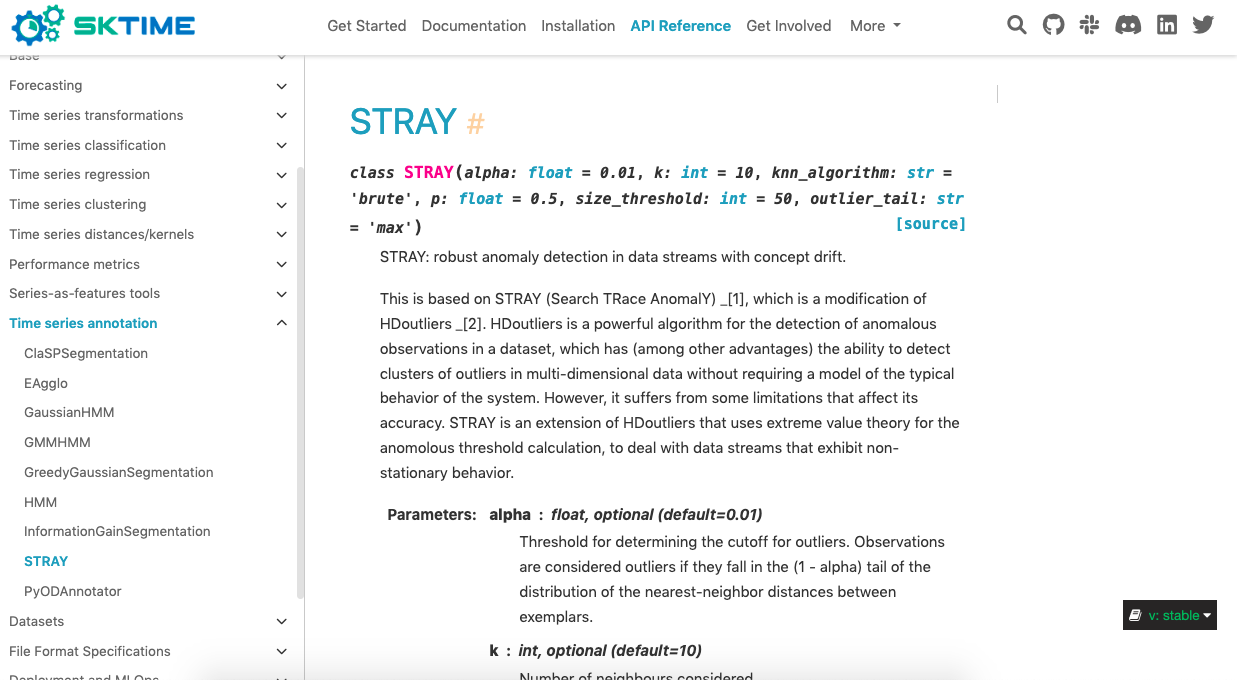 SKTIME
Get Started Documentation Installation API Reference Get Involved More
Base
Forecasting
Time series transformations
Time series classification
Time series regression
Time series clustering
Time series distances/kernels
Performance metrics
Series-as-features tools
Time series annotation
ClaSPSegmentation
EAgglo
GaussianHMM
GMMHMM
GreedyGaussianSegmentation
HMM
InformationGainSegmentation
STRAY
PyODAnnotator
Datasets
File Format Specifications
Deployment and MLOps
STRAY #
class STRAY(alpha: float = 0.01, k: int = 10, knn_algorithm: str =
'brute', p: float = 0.5, size_threshold: int = 50, outlier_tail: str
= 'max') [source]
STRAY: robust anomaly detection in data streams with concept drift.
This is based on STRAY (Search TRace AnomalY) _[1], which is a modification of
HDoutliers _[2]. HDoutliers is a powerful algorithm for the detection of anomalous
observations in a dataset, which has (among other advantages) the ability to detect
clusters of outliers in multi-dimensional data without requiring a model of the typical
behavior of the system. However, it suffers from some limitations that affect its
accuracy. STRAY is an extension of HDoutliers that uses extreme value theory for the
anomolous threshold calculation, to deal with data streams that exhibit non-
stationary behavior.
Parameters: alpha : float, optional (default=0.01)
Threshold for determining the cutoff for outliers. Observations
are considered outliers if they fall in the (1 - alpha) tail of the
distribution of the nearest-neighbor distances between
exemplars.
k : int, optional (default=10)
Number of neighbours considered
v: stable